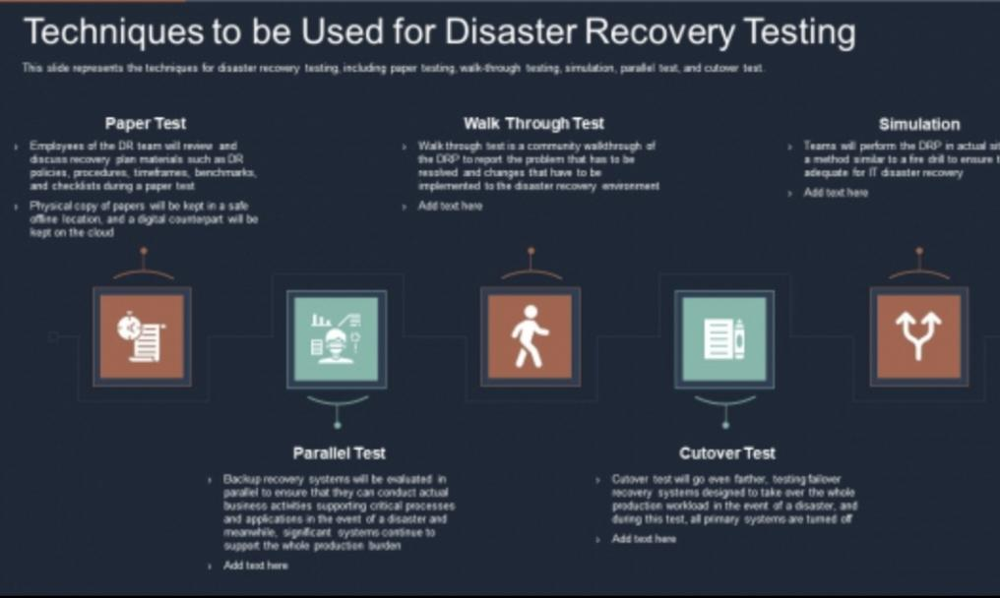 Techniques to be Used for Disaster Recovery Testing
This slide represents the techniques for disaster recovery testing, including paper testing, walk-through testing, simulation, parallel test, and cutover test.
Paper Test
› Employees of the DR team will review and
discuss recovery plan materials such as DR
policies, procedures, timeframes, benchmarks,
and checklists during a paper test
› Physical copy of papers will be kept in a safe
offline location, and a digital counterpart will be
kept on the cloud
Walk Through Test
› Walk through test is a community walkthrough of
the DRP to report the problem that has to be
resolved and changes that have to be
implemented to the disaster recovery environment
› Add text here
Simulation
› Teams will perform the DRP in actual
a method similar to a fire drill to ensure
adequate for IT disaster recovery
› Add text here
Parallel Test
› Backup recovery systems will be evaluated in
parallel to ensure that they can conduct actual
business activities supporting critical processes
and applications in the event of a disaster and
meanwhile, significant systems continue to
support the whole production burden
› Add text here
Cutover Test
› Cutover test will go even farther, testing failover
recovery systems designed to take over the whole
production workload in the event of a disaster, and
during this test, all primary systems are turned off
› Add text here